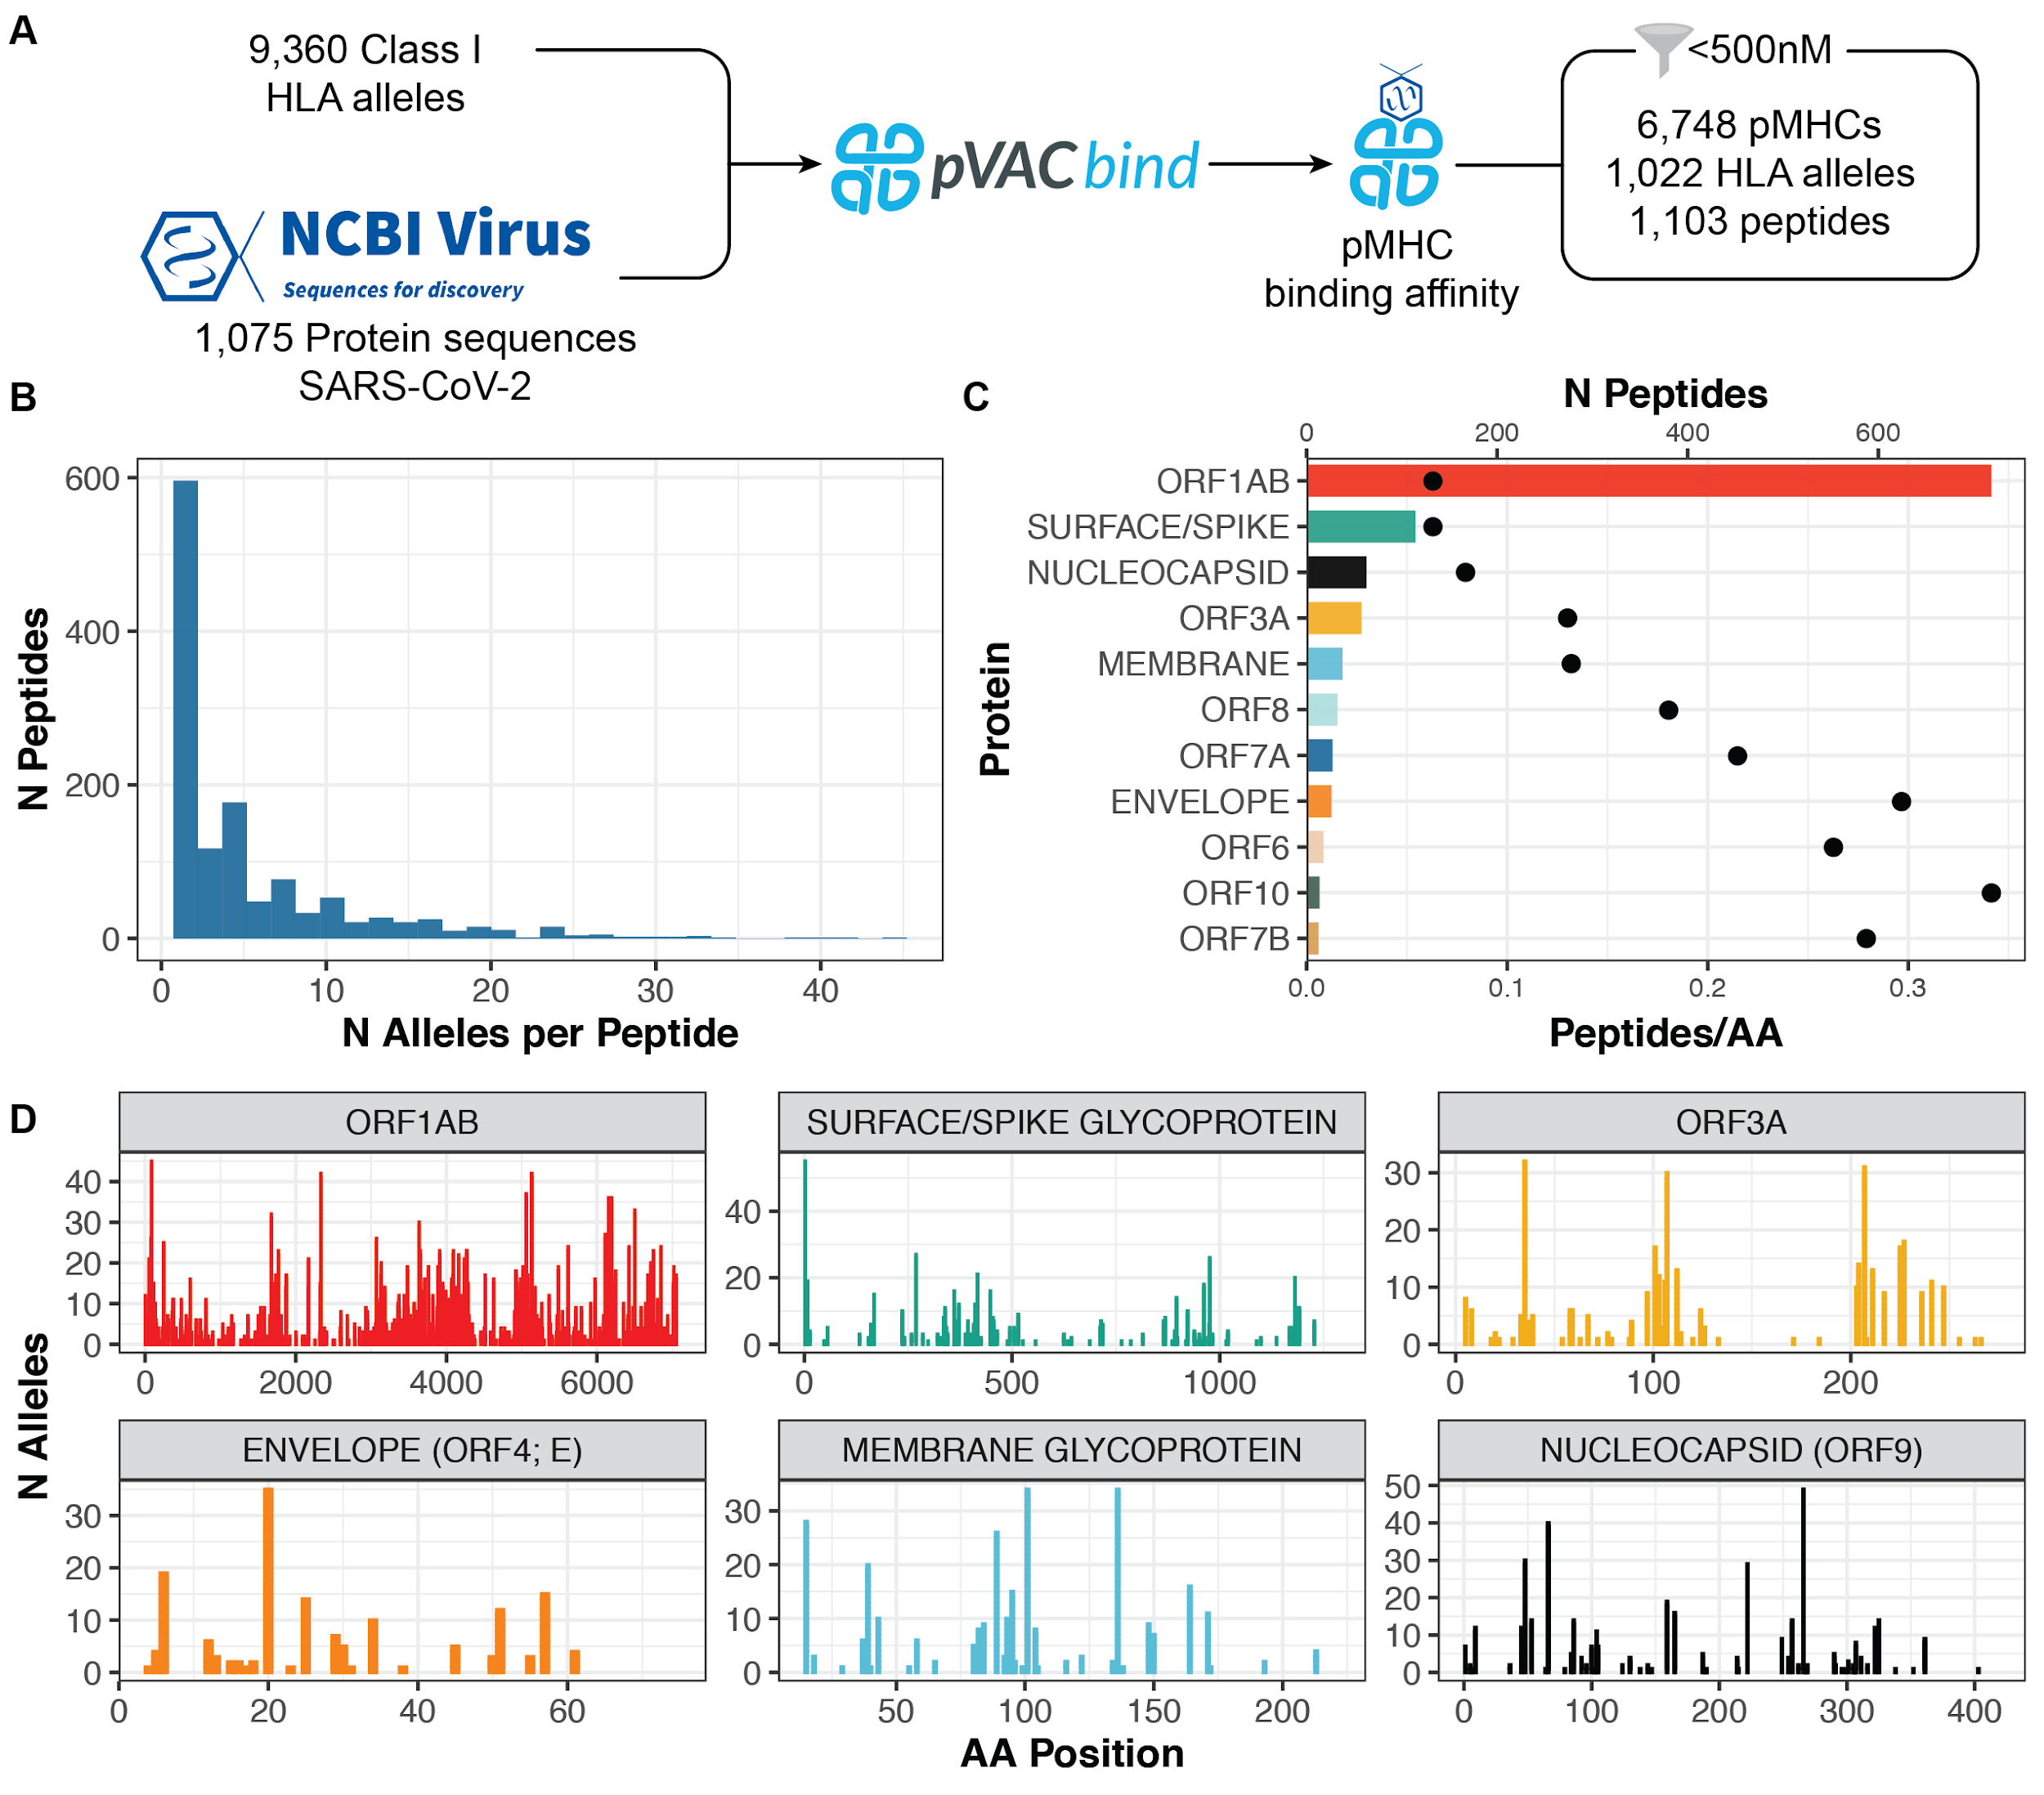 A
9,360 Class I
HLA alleles
NCBI Virus
Sequences for discovery
1,075 Protein sequences
SARS-CoV-2
pVACbind
pMHC
binding affinity
<500nM
6,748 pMHCs
1,022 HLA alleles
1,103 peptides
B
N Peptides
600
400
200
0
0 10 20 30 40
N Alleles per Peptide
C
N Peptides
0 200 400 600
Protein
ORF1AB
SURFACE/SPIKE
NUCLEOCAPSID
ORF3A
MEMBRANE
ORF8
ORF7A
ENVELOPE
ORF6
ORF10
ORF7B
0.0 0.1 0.2 0.3
Peptides/AA
D
N Alleles
ORF1AB
40
30
20
10
0
0 2000 4000 6000
SURFACE/SPIKE GLYCOPROTEIN
40
20
0
0 500 1000
ORF3A
30
20
10
0
0 100 200
ENVELOPE (ORF4; E)
30
20
10
0
0 20 40 60
MEMBRANE GLYCOPROTEIN
30
20
10
0
50 100 150 200
NUCLEOCAPSID (ORF9)
50
40
30
20
10
0
0 100 200 300 400
AA Position